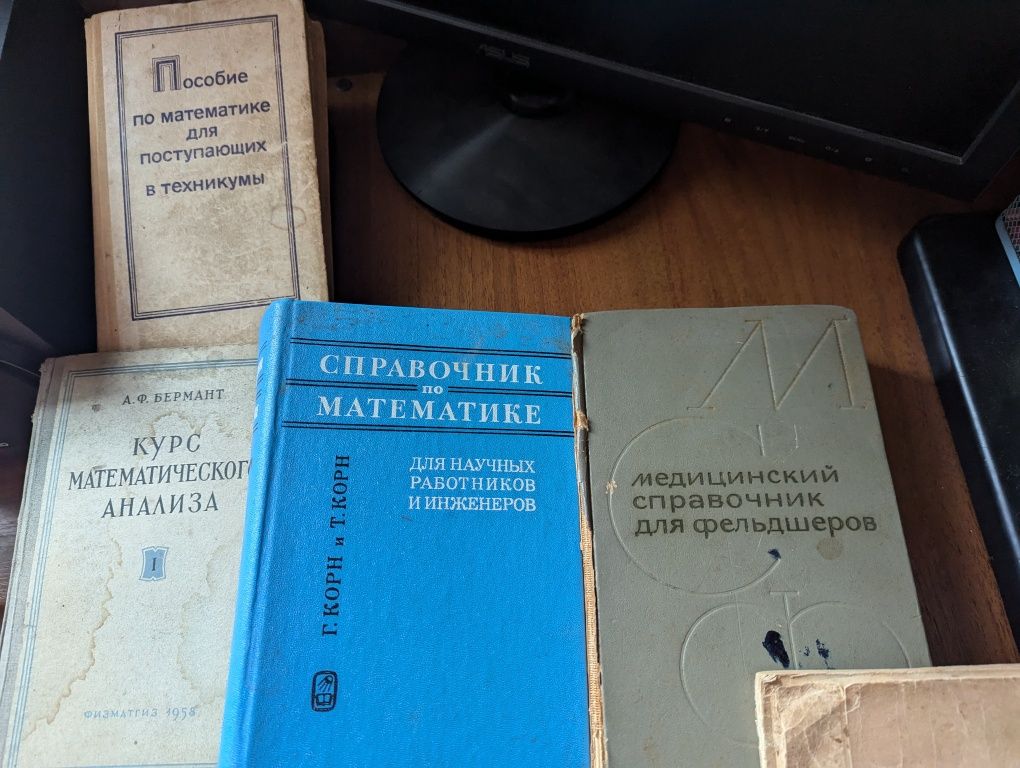 Пособие
по математике
для
поступающих
в техникумы
ASUS
А.Ф. БЕРМАНТ
КУРС
МАТЕМАТИЧЕСКОГО
АНАЛИЗА
I
ФИЗМАТГИЗ 1958
СПРАВОЧНИК
ПО
МАТЕМАТИКЕ
ДЛЯ НАУЧНЫХ
РАБОТНИКОВ
И ИНЖЕНЕРОВ
Г. КОРН и Т. КОРН
М
С
Ф
медицинский
справочник
для фельдшеров